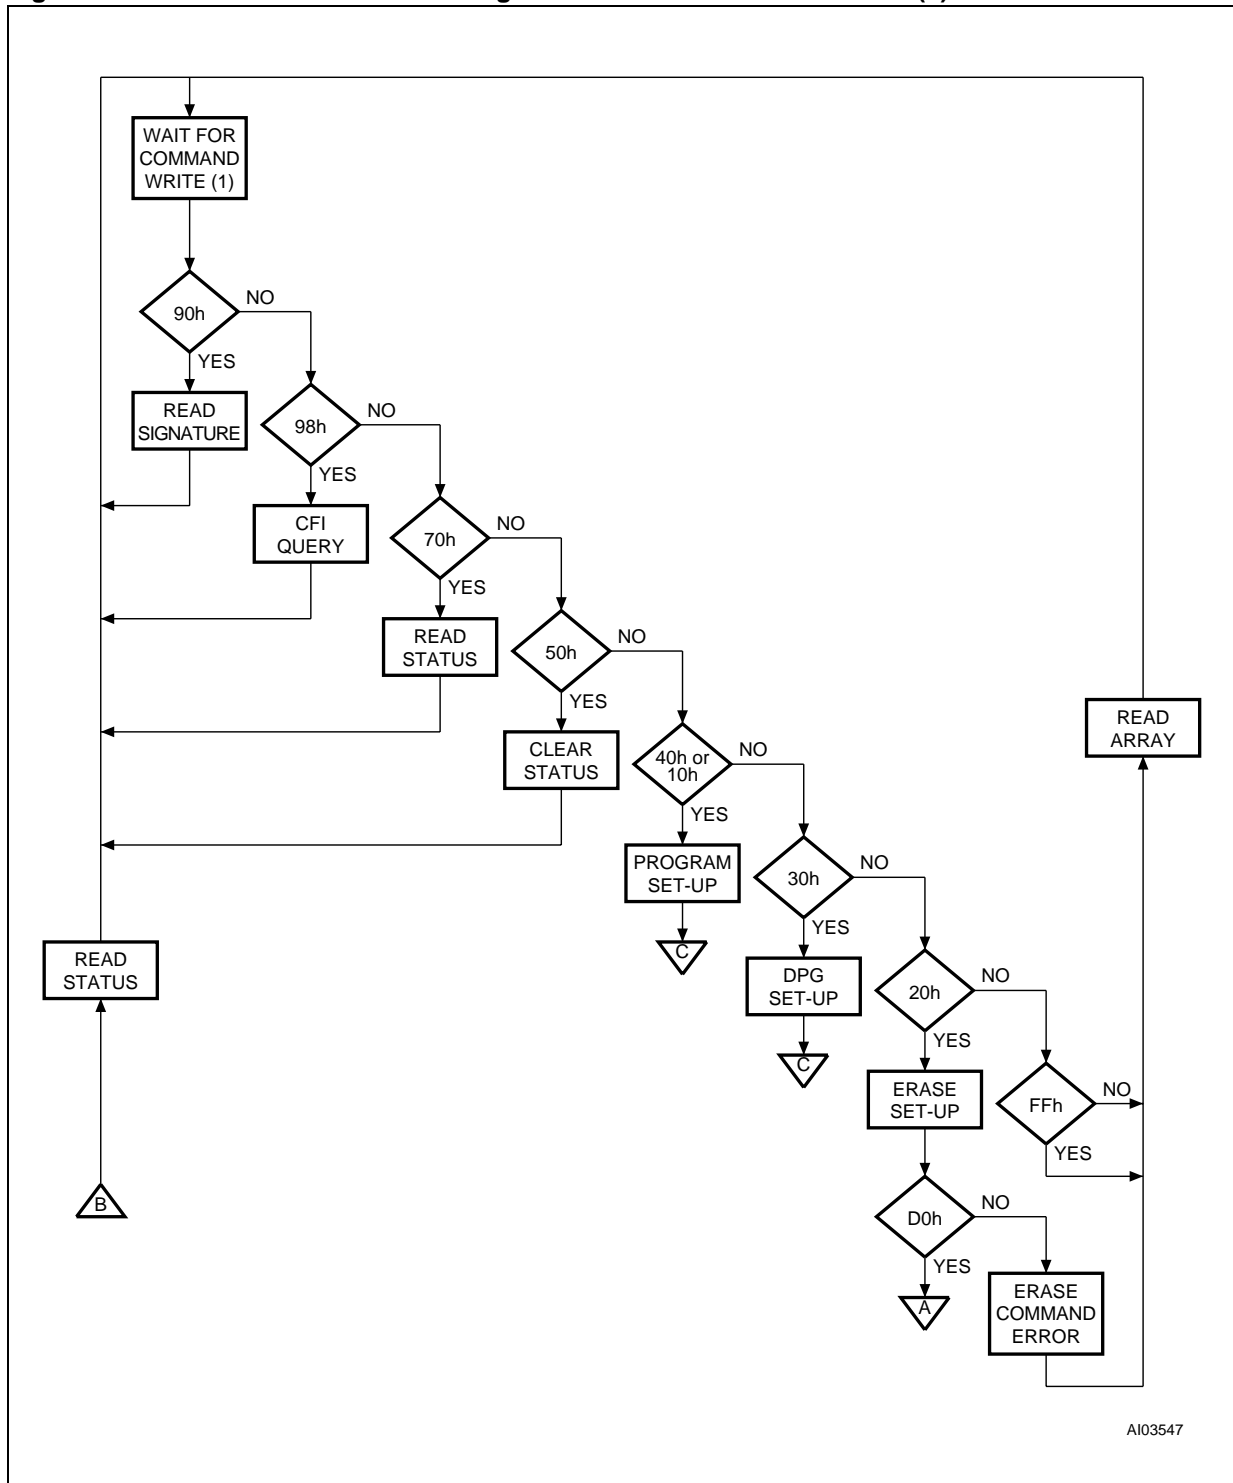 WAIT FOR
COMMAND
WRITE (1)
90h
NO
YES
READ
SIGNATURE
98h
NO
YES
CFI
QUERY
70h
NO
YES
READ
STATUS
50h
NO
YES
CLEAR
STATUS
40h or
10h
NO
YES
PROGRAM
SET-UP
C
30h
NO
YES
DPG
SET-UP
C
20h
NO
YES
ERASE
SET-UP
FFh
NO
YES
D0h
NO
YES
A
ERASE
COMMAND
ERROR
READ
ARRAY
READ
STATUS
B
AI03547